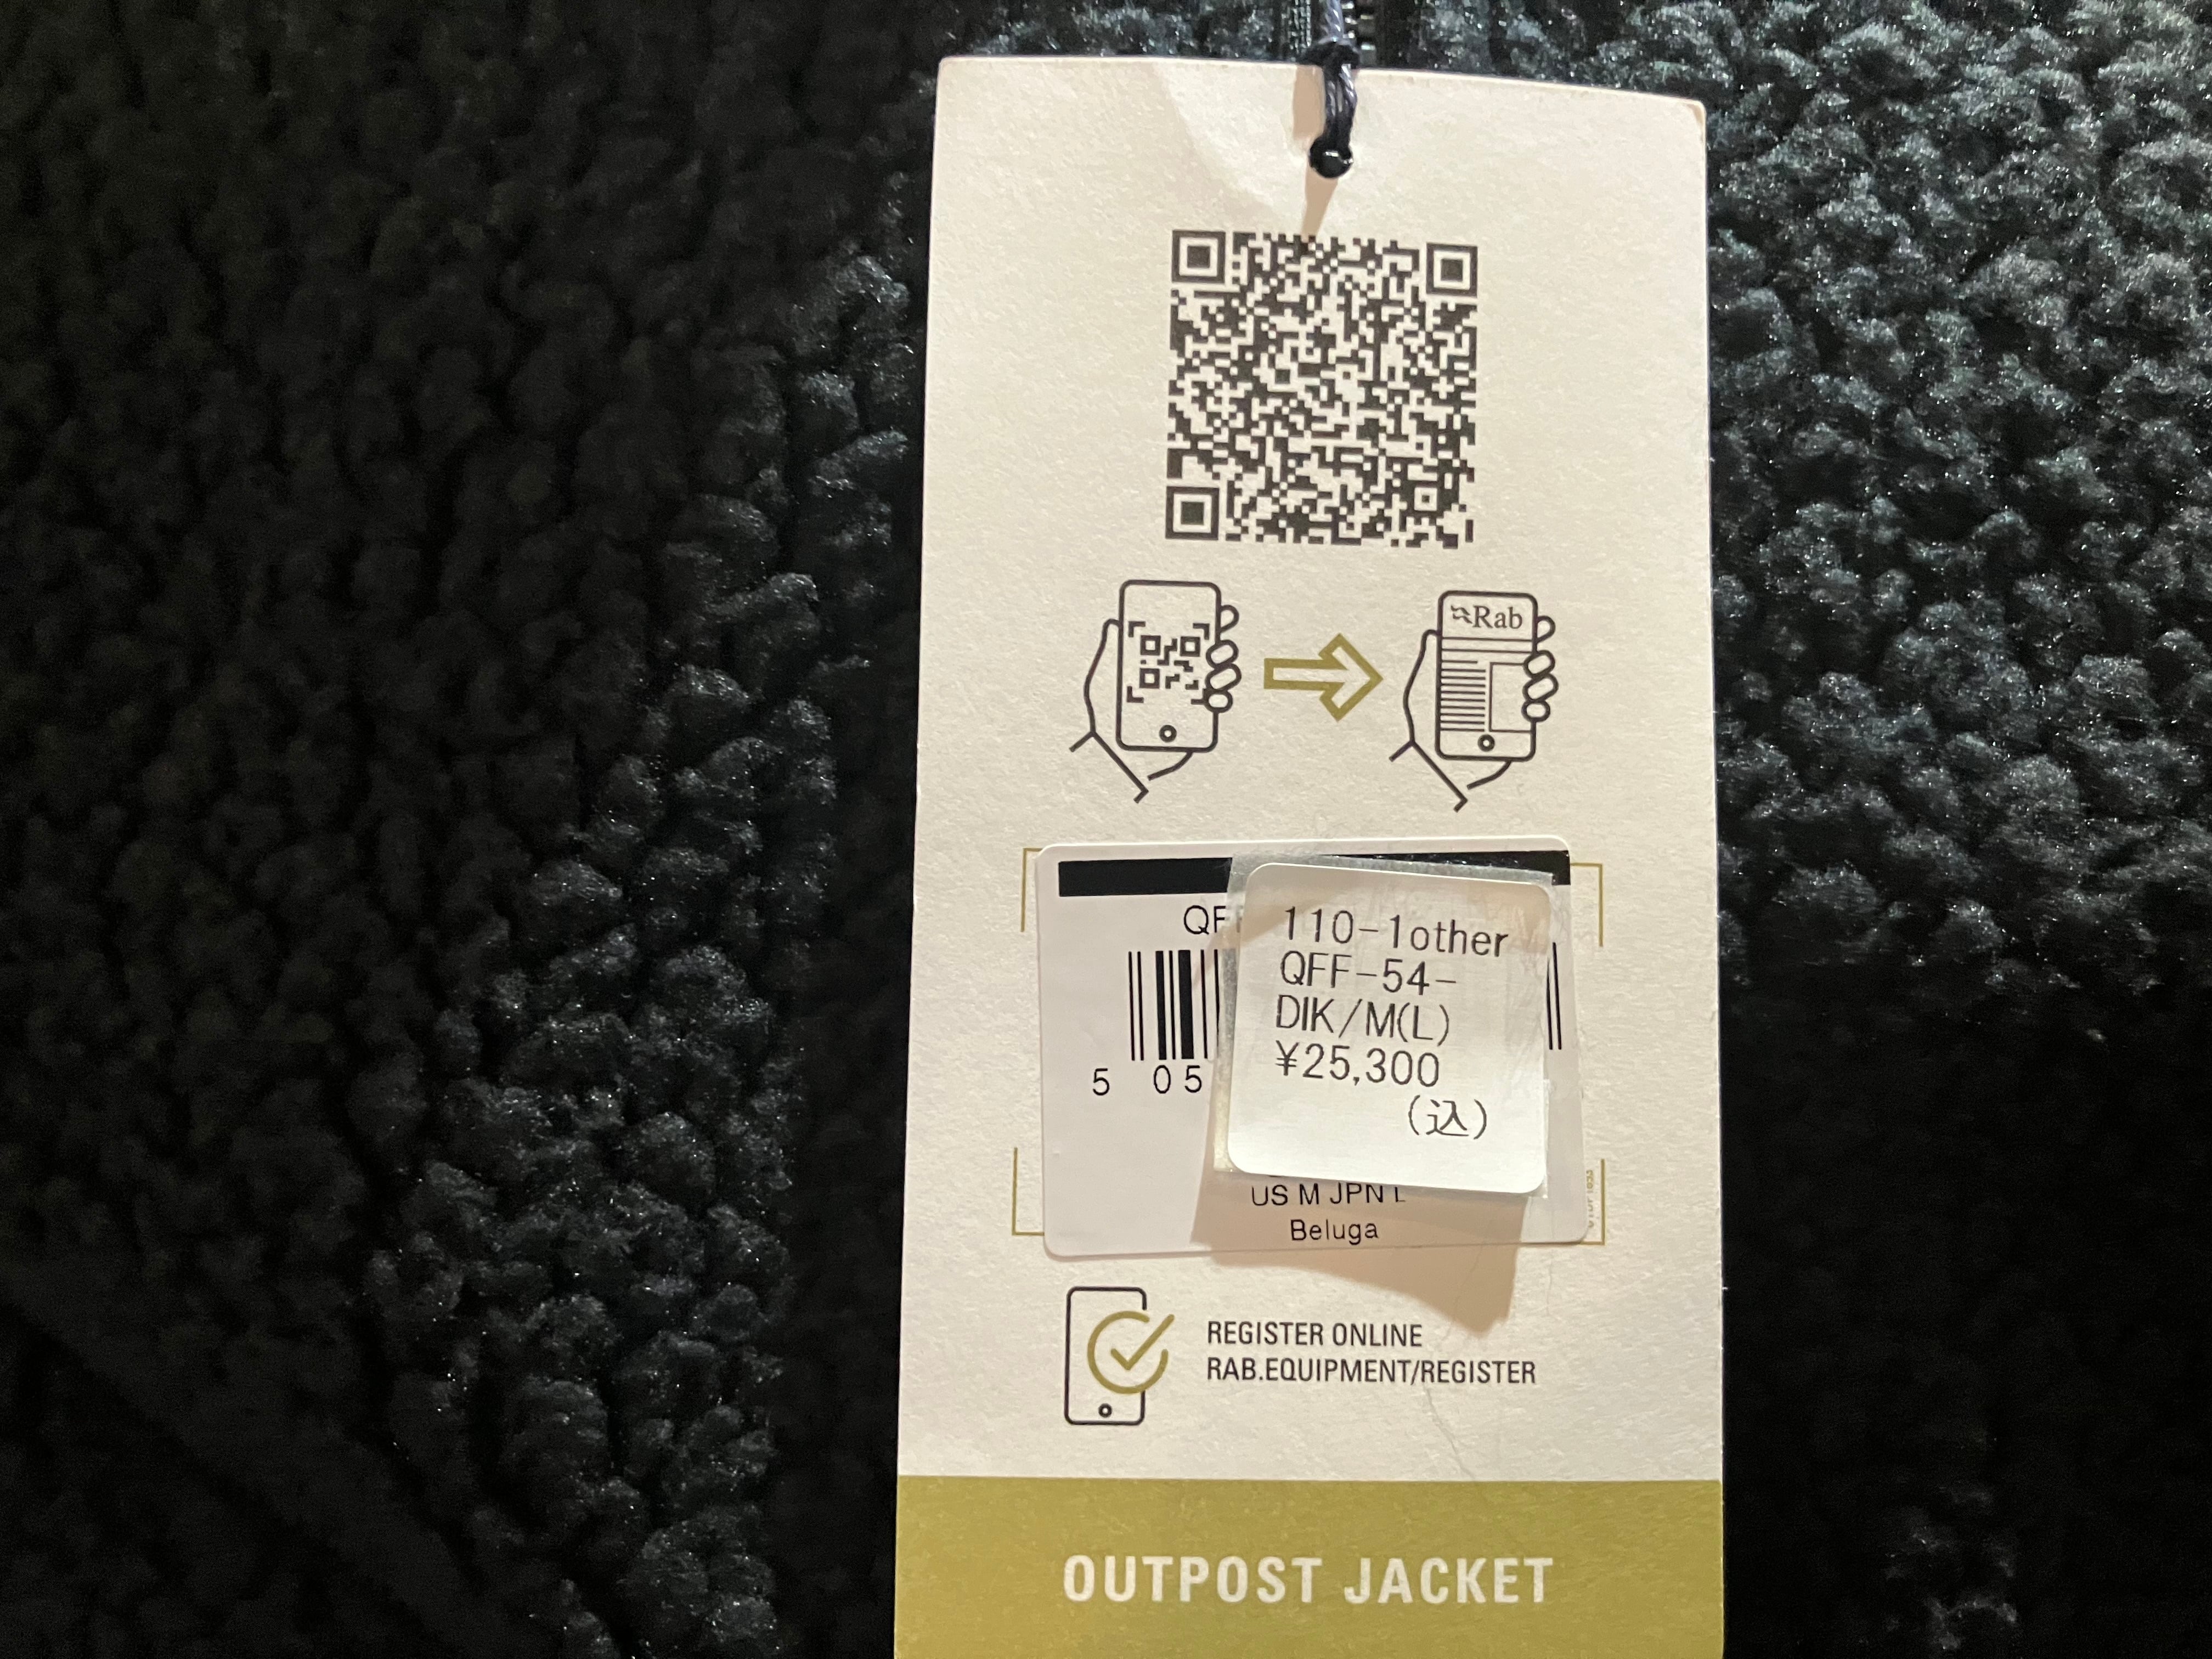 Rab
QF
110-1other
QFF-54-
DIK/M(L)
¥25,300
(込)
5 05
US M JPN L
Beluga
REGISTER ONLINE
RAB.EQUIPMENT/REGISTER
OUTPOST JACKET